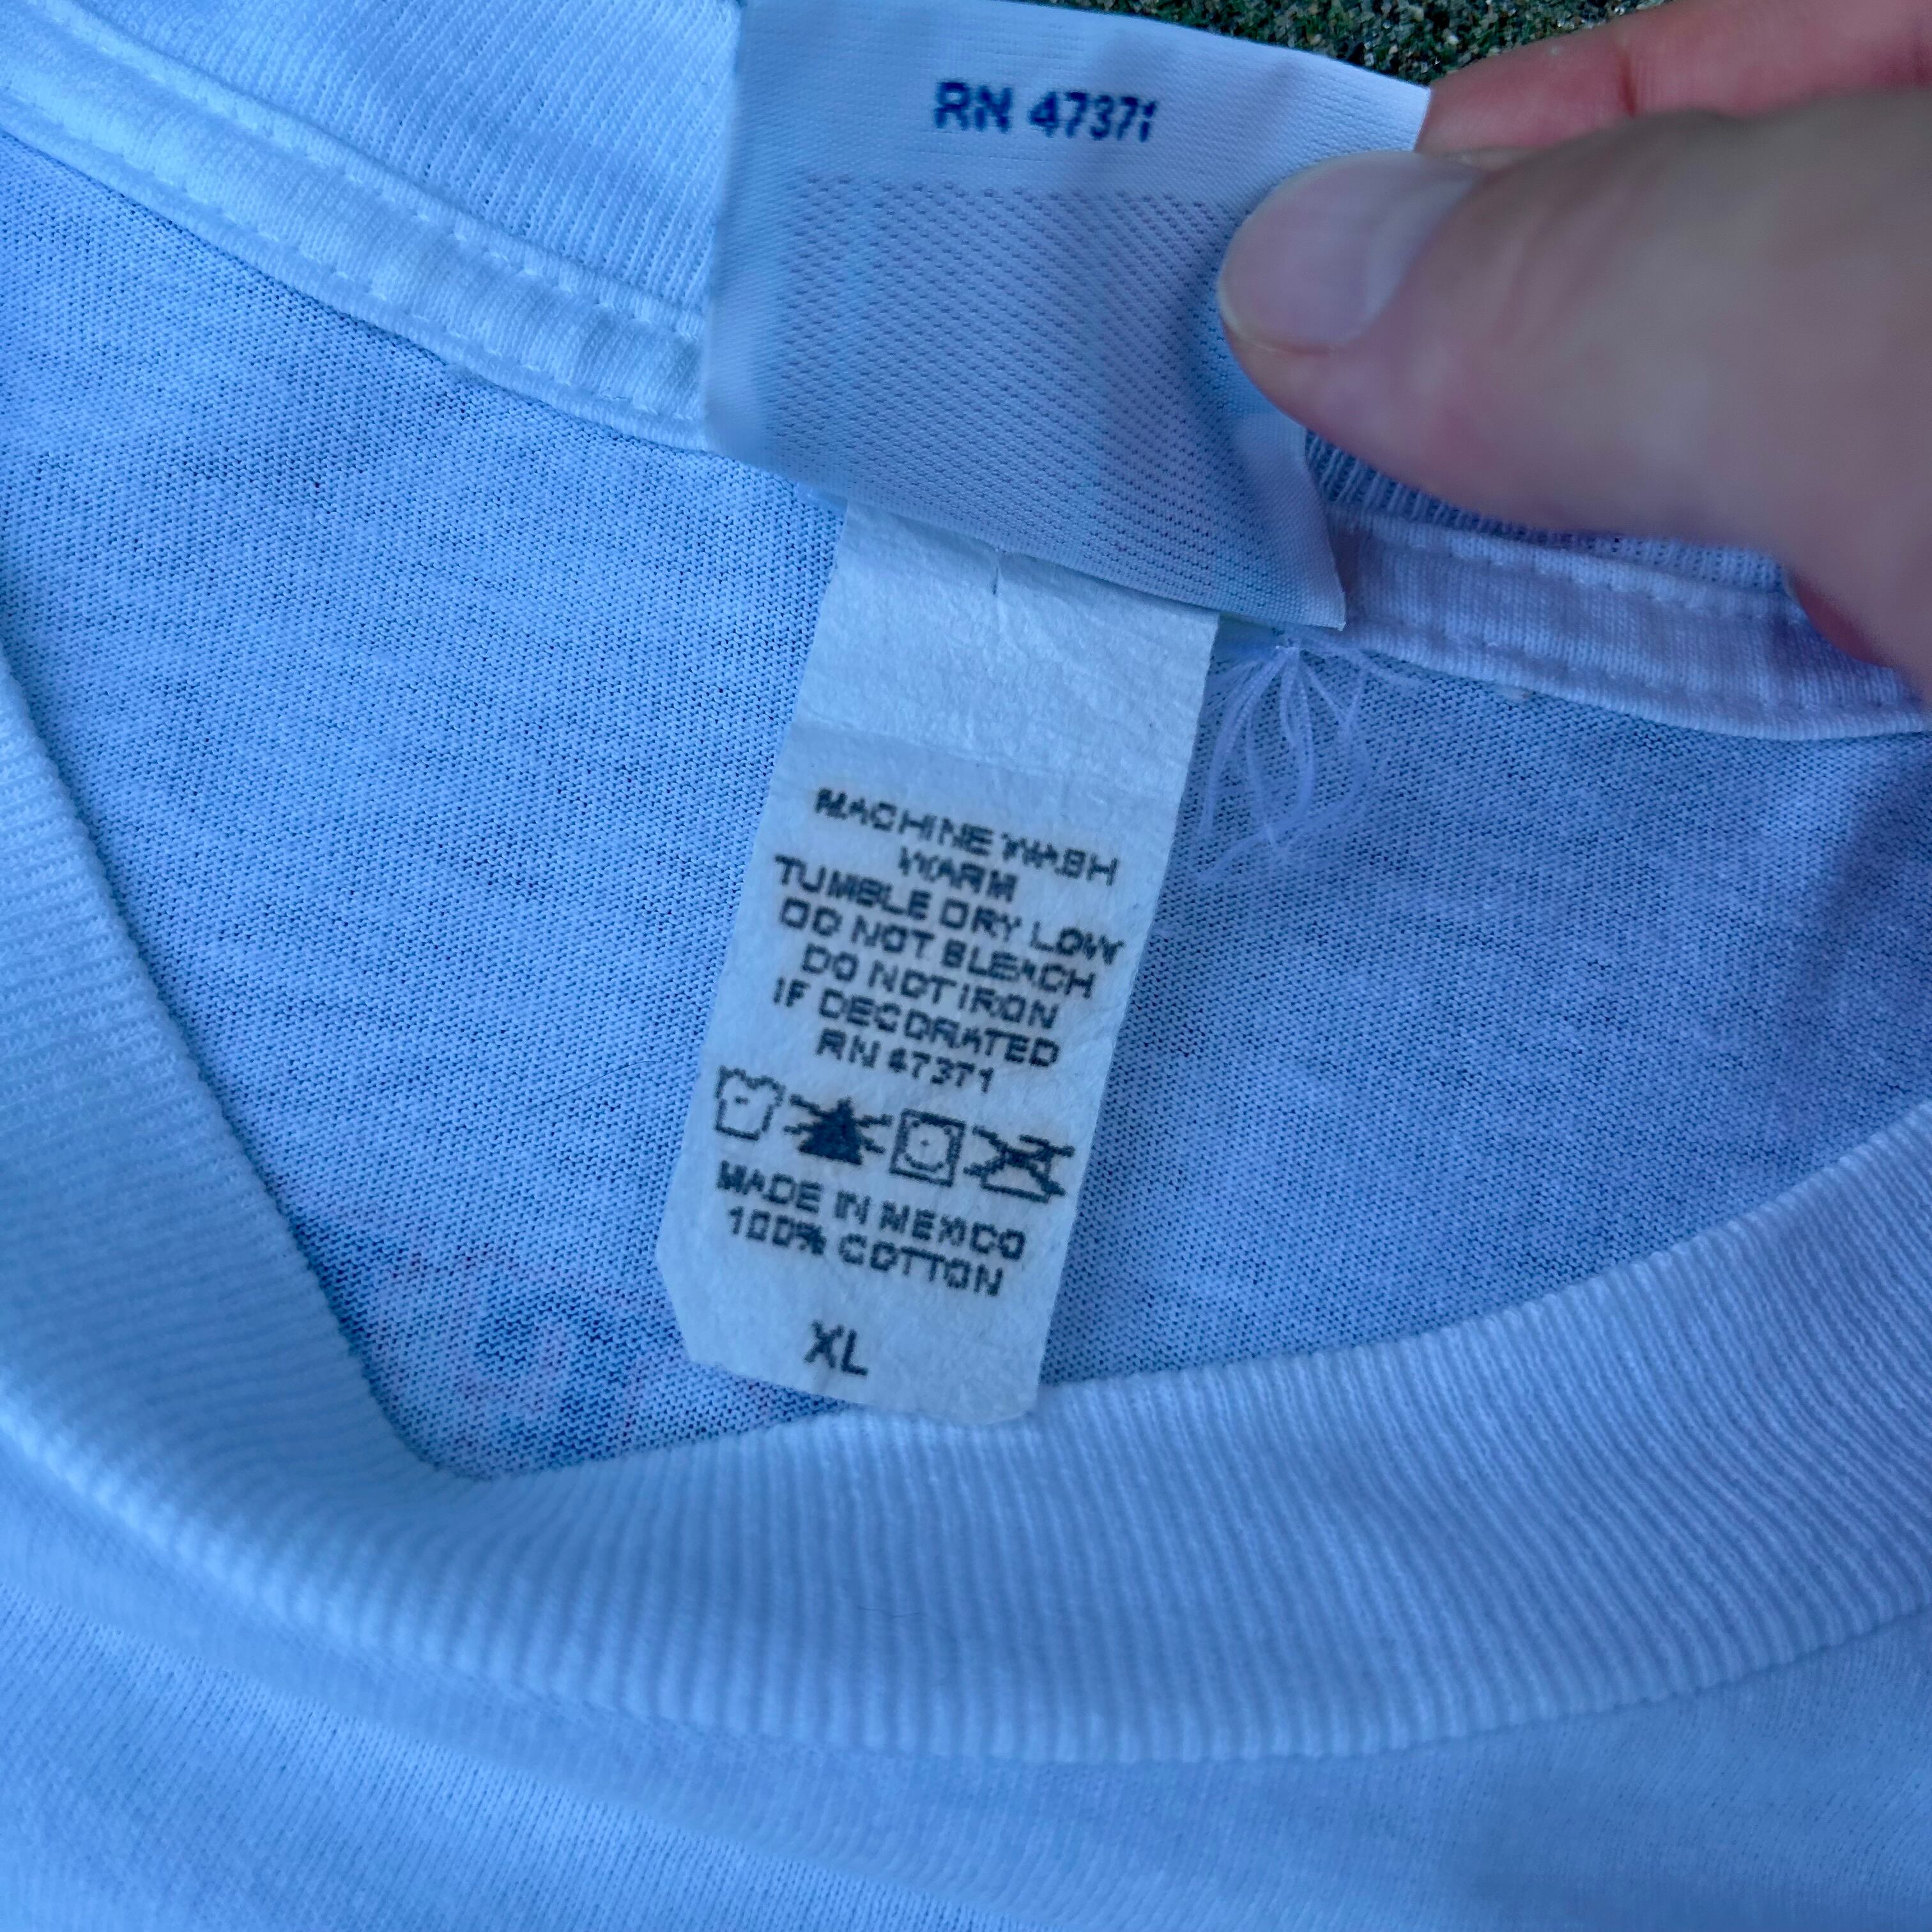 RN 47371
MACHINE WASH
WARM
TUMBLE DRY LOW
DO NOT BLEACH
DO NOT IRON
IF DECORATED
RN 47371
MADE IN MEXICO
100% COTTON
XL